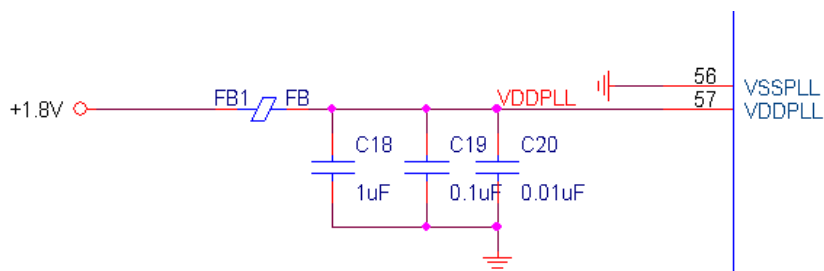 56 VSSPLL
+1.8V FB1 FB VDDPLL 57 VDDPLL
C18 C19 C20
1uF 0.1uF 0.01uF